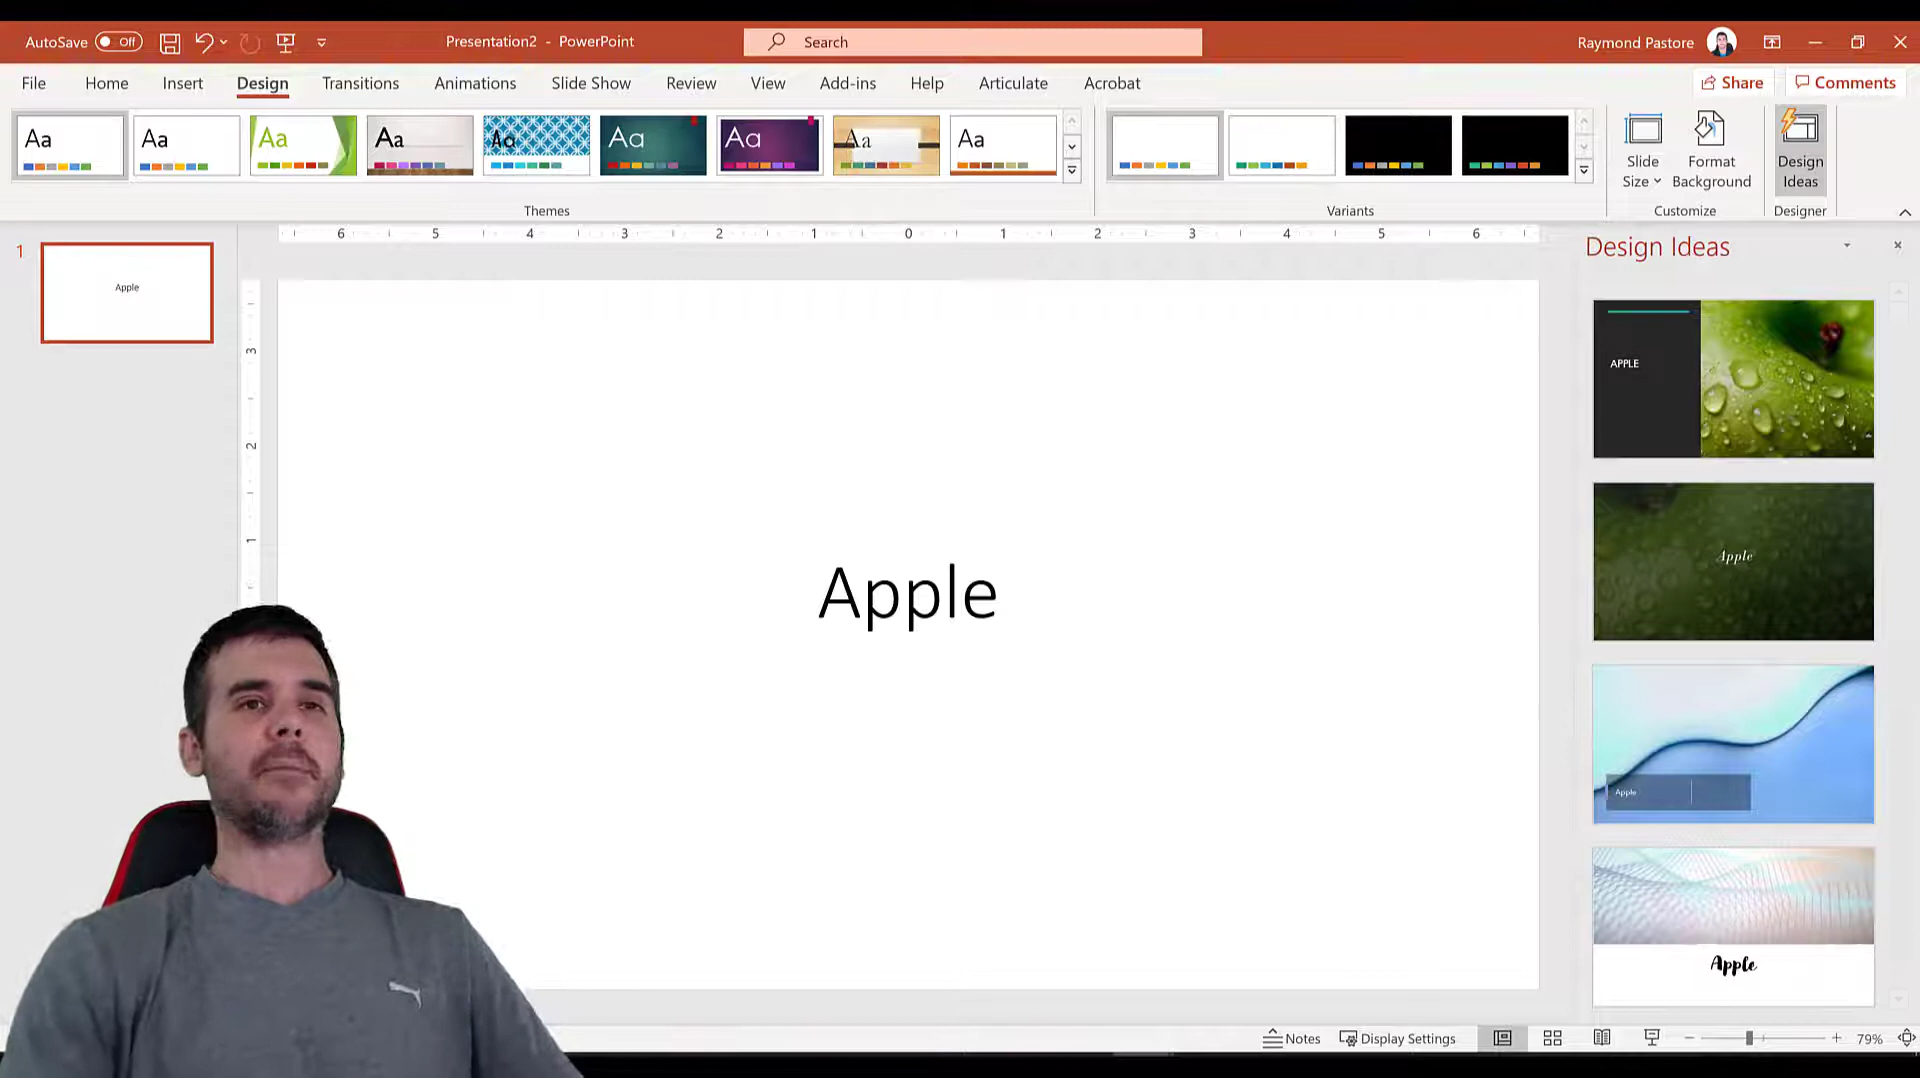 AutoSave Off Presentation2 - PowerPoint Search Raymond Pastore
File Home Insert Design Transitions Animations Slide Show Review View Add-ins Help Articulate Acrobat Share Comments
Aa Aa Aa Aa Aa Aa Aa Aa Aa
Slide Size
Format Background
Design Ideas
Themes Variants Customize Designer
6 5 4 3 2 1 0 1 2 3 4 5 6
Design Ideas
1
Apple
3
2
1
Apple
APPLE
Apple
Apple
Apple
Notes Display Settings 79%